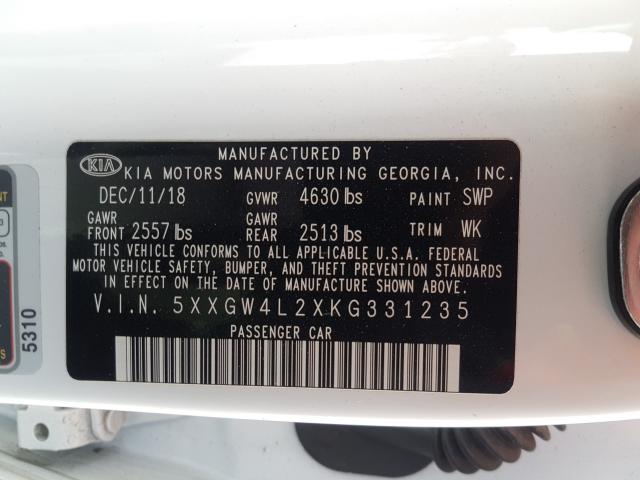 KIA
MANUFACTURED BY
KIA MOTORS MANUFACTURING GEORGIA, INC.
DEC/11/18 GVWR 4630 lbs PAINT SWP
GAWR FRONT 2557 lbs GAWR REAR 2513 lbs TRIM WK
THIS VEHICLE CONFORMS TO ALL APPLICABLE U.S.A. FEDERAL
MOTOR VEHICLE SAFETY, BUMPER, AND THEFT PREVENTION STANDARDS
IN EFFECT ON THE DATE OF MANUFACTURE SHOWN ABOVE.
V.I.N. 5XXGW4L2XKG331235
PASSENGER CAR
5310